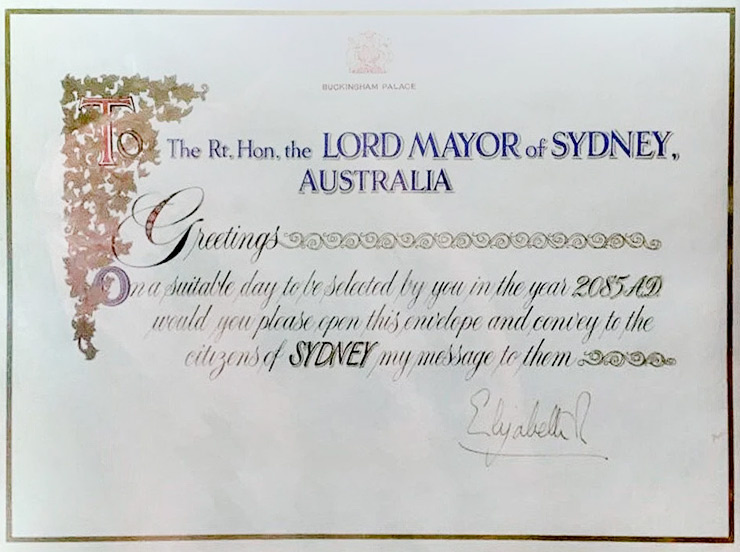 BUCKINGHAM PALACE
To The Rt. Hon. the LORD MAYOR of SYDNEY,
AUSTRALIA
Greetings
On a suitable day to be selected by you in the year 2085 A.D
would you please open this envelope and convey to the
citizens of SYDNEY my message to them
Elizabeth R